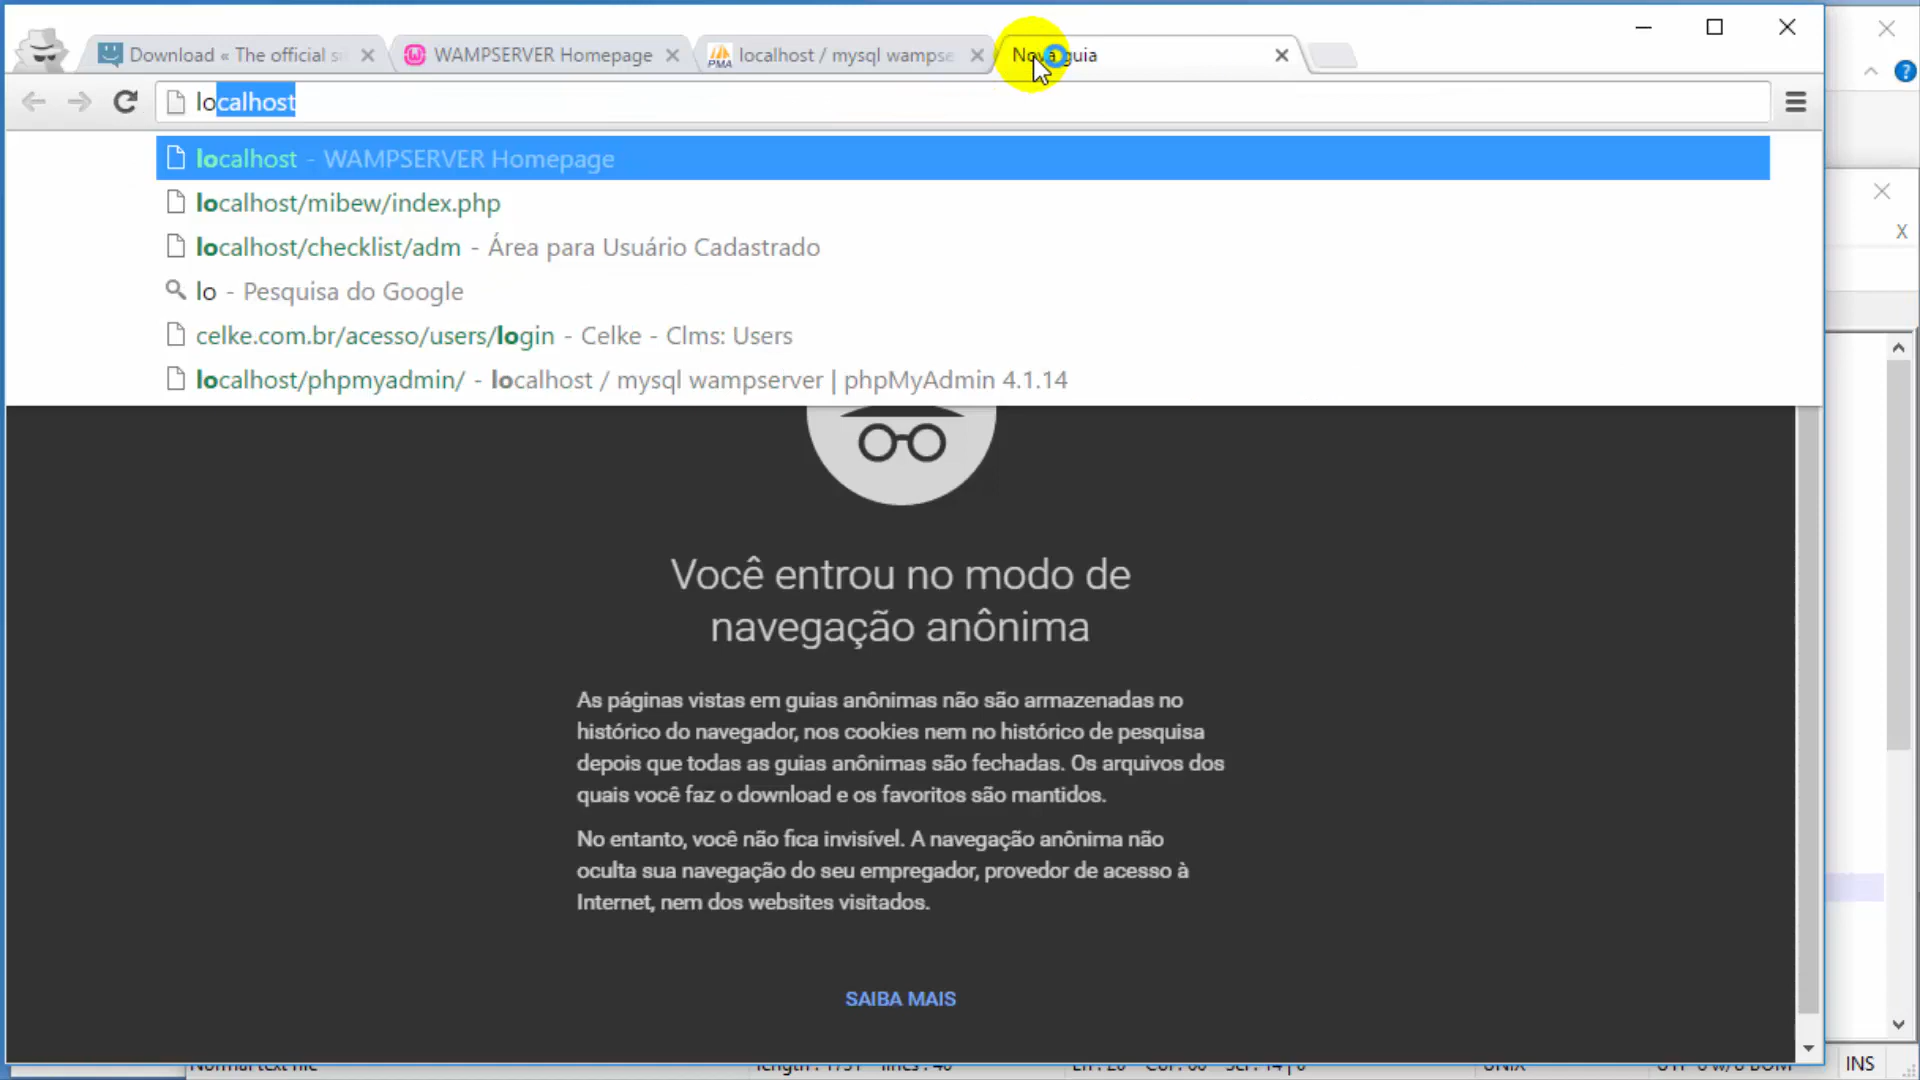 Download « The official su
WAMPSERVER Homepage
localhost / mysql wampse
Nova guia
localhost
localhost - WAMPSERVER Homepage
localhost/mibew/index.php
localhost/checklist/adm - Área para Usuário Cadastrado
lo - Pesquisa do Google
celke.com.br/acesso/users/login - Celke - Clms: Users
localhost/phpmyadmin/ - localhost / mysql wampserver | phpMyAdmin 4.1.14
Você entrou no modo de
navegação anônima
As páginas vistas em guias anônimas não são armazenadas no
histórico do navegador, nos cookies nem no histórico de pesquisa
depois que todas as guias anônimas são fechadas. Os arquivos dos
quais você faz o download e os favoritos são mantidos.
No entanto, você não fica invisível. A navegação anônima não
oculta sua navegação do seu empregador, provedor de acesso à
Internet, nem dos websites visitados.
SAIBA MAIS
Normal text file
INS